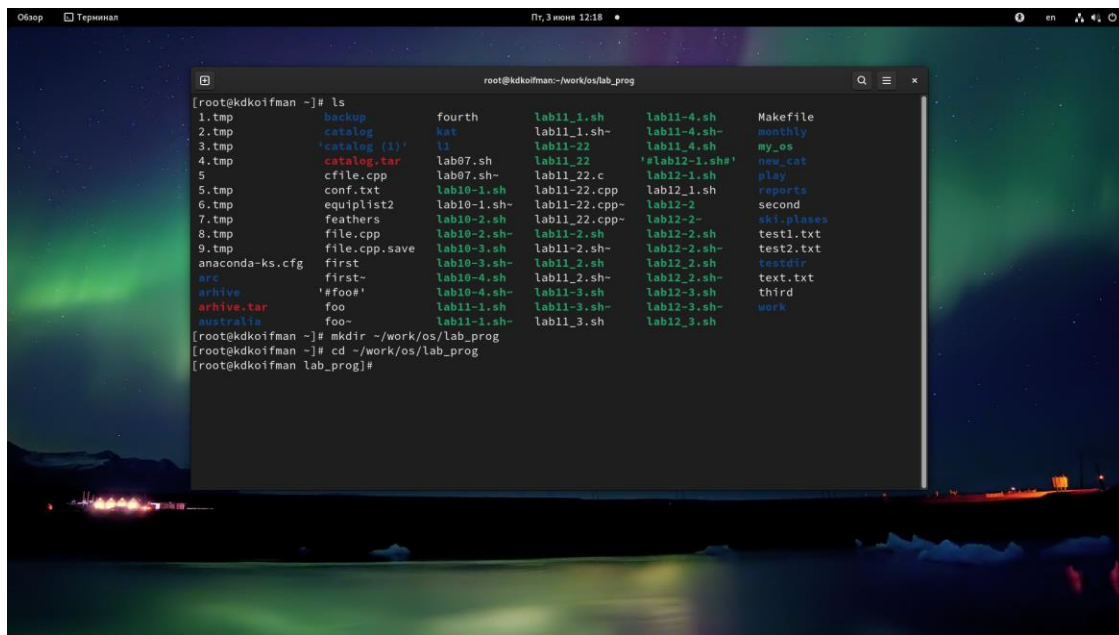 Обзор Терминал Пт, 3 июня 12:18 en
root@kdkoifman:~/work/os/lab_prog
[root@kdkoifman ~]# ls
1.tmp backup fourth lab11_1.sh lab11-4.sh Makefile
2.tmp catalog kat lab11_1.sh~ lab11-4.sh~ monthly
3.tmp 'catalog (1)' l1 lab11-22 lab11_4.sh my_os
4.tmp catalog.tar lab07.sh lab11_22 '#lab12-1.sh#' new_cat
5 cfile.cpp lab07.sh~ lab11_22.c lab12-1.sh play
5.tmp conf.txt lab10-1.sh lab11-22.cpp lab12_1.sh reports
6.tmp equiplist2 lab10-1.sh~ lab11-22.cpp~ lab12-2 second
7.tmp feathers lab10-2.sh lab11_22.cpp~ lab12-2~ ski.plases
8.tmp file.cpp lab10-2.sh~ lab11-2.sh lab12-2.sh test1.txt
9.tmp file.cpp.save lab10-3.sh lab11-2.sh~ lab12-2.sh~ test2.txt
anaconda-ks.cfg first lab10-3.sh~ lab11_2.sh lab12_2.sh testdir
arc first~ lab10-4.sh lab11_2.sh~ lab12-3.sh text.txt
arhive '#foo#' lab10-4.sh~ lab11-3.sh lab12-3.sh third
arhive.tar foo lab11-1.sh lab11-3.sh~ lab12-3.sh~ work
australia foo~ lab11-1.sh~ lab11_3.sh lab12_3.sh
[root@kdkoifman ~]# mkdir ~/work/os/lab_prog
[root@kdkoifman ~]# cd ~/work/os/lab_prog
[root@kdkoifman lab_prog]#